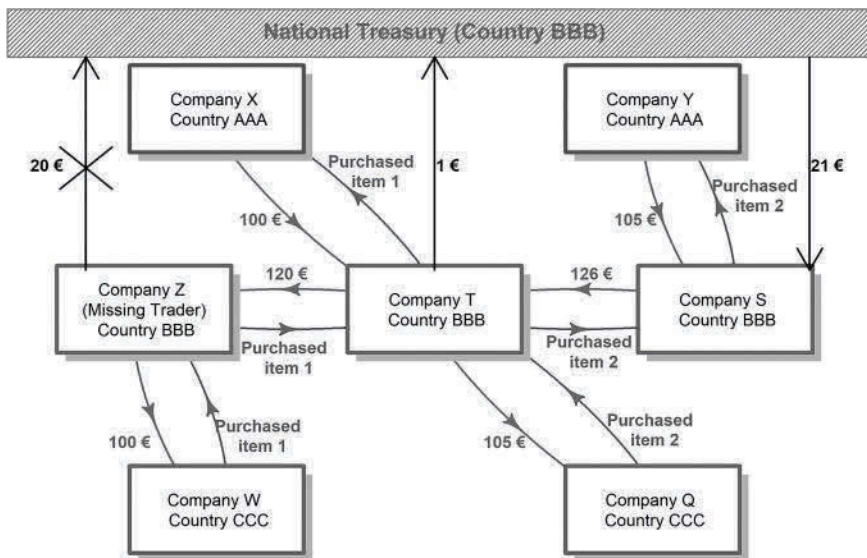 National Treasury (Country BBB)
Company X
Country AAA
Company Y
Country AAA
20 €
Purchased
item 1
1 €
Purchased
item 2
21 €
100 €
105 €
Company Z
(Missing Trader)
Country BBB
120 €
Purchased
item 1
Company T
Country BBB
126 €
Purchased
item 2
Company S
Country BBB
100 €
Purchased
item 1
105 €
Purchased
item 2
Company W
Country CCC
Company Q
Country CCC